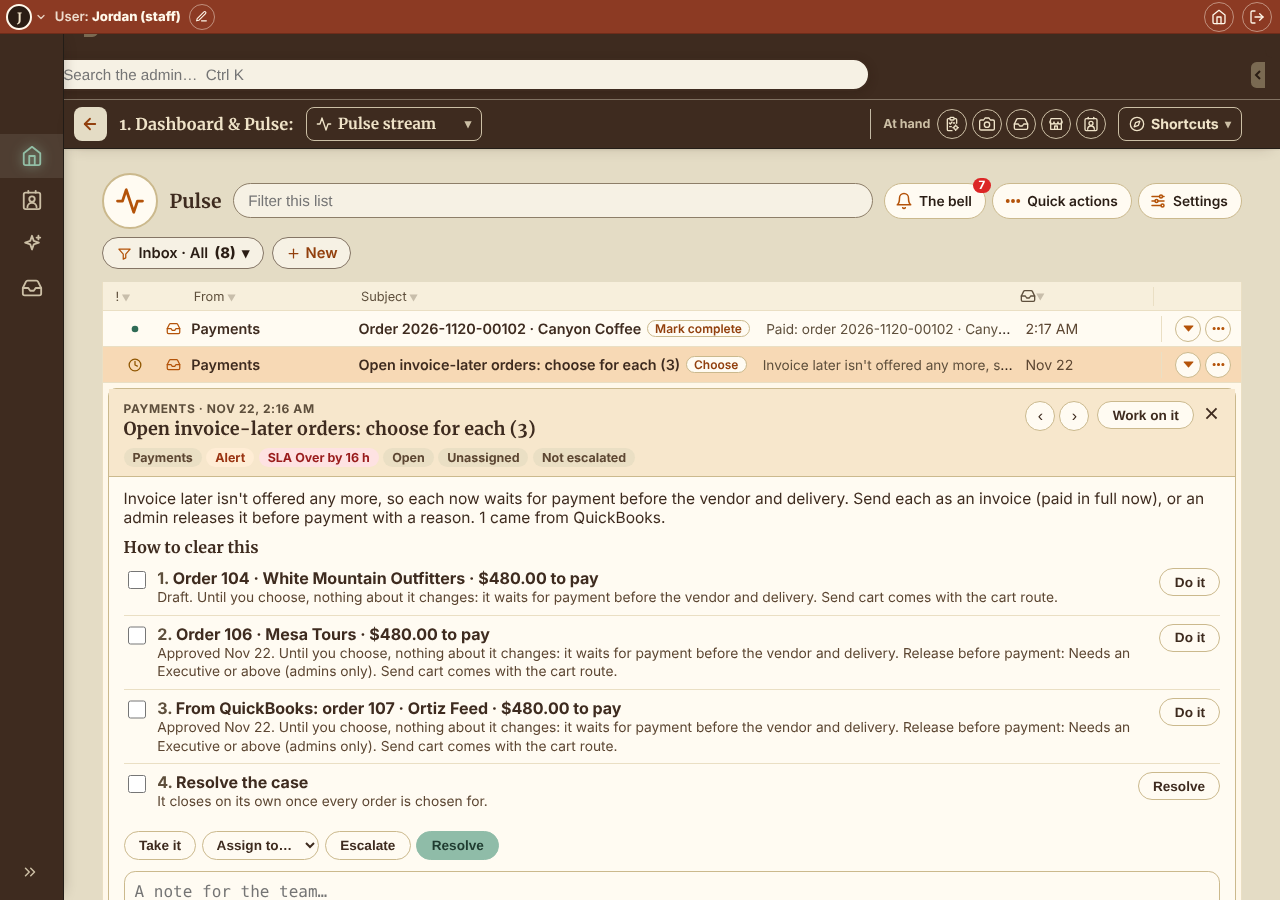 J User: Jordan (staff)
Search the admin… Ctrl K
1. Dashboard & Pulse: Pulse stream ▾ At hand Shortcuts ▾
Pulse Filter this list The bell 7 Quick actions Settings
Inbox · All (8) ▾ + New
! ▼ From ▼ Subject ▼ ▼
Payments Order 2026-1120-00102 · Canyon Coffee Mark complete Paid: order 2026-1120-00102 · Cany… 2:17 AM
Payments Open invoice-later orders: choose for each (3) Choose Invoice later isn't offered any more, s… Nov 22
PAYMENTS · NOV 22, 2:16 AM
Open invoice-later orders: choose for each (3)
‹ › Work on it ✕
Payments Alert SLA Over by 16 h Open Unassigned Not escalated
Invoice later isn't offered any more, so each now waits for payment before the vendor and delivery. Send each as an invoice (paid in full now), or an
admin releases it before payment with a reason. 1 came from QuickBooks.
How to clear this
1. Order 104 · White Mountain Outfitters · $480.00 to pay Do it
Draft. Until you choose, nothing about it changes: it waits for payment before the vendor and delivery. Send cart comes with the cart route.
2. Order 106 · Mesa Tours · $480.00 to pay Do it
Approved Nov 22. Until you choose, nothing about it changes: it waits for payment before the vendor and delivery. Release before payment: Needs an
Executive or above (admins only). Send cart comes with the cart route.
3. From QuickBooks: order 107 · Ortiz Feed · $480.00 to pay Do it
Approved Nov 22. Until you choose, nothing about it changes: it waits for payment before the vendor and delivery. Release before payment: Needs an
Executive or above (admins only). Send cart comes with the cart route.
4. Resolve the case Resolve
It closes on its own once every order is chosen for.
Take it Assign to… Escalate Resolve
A note for the team…